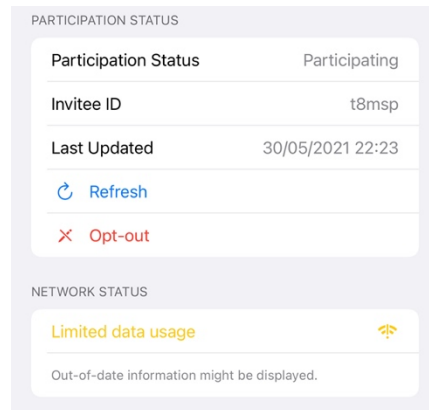 PARTICIPATION STATUS
Participation Status Participating
Invitee ID t8msp
Last Updated 30/05/2021 22:23
Refresh
Opt-out
NETWORK STATUS
Limited data usage
Out-of-date information might be displayed.